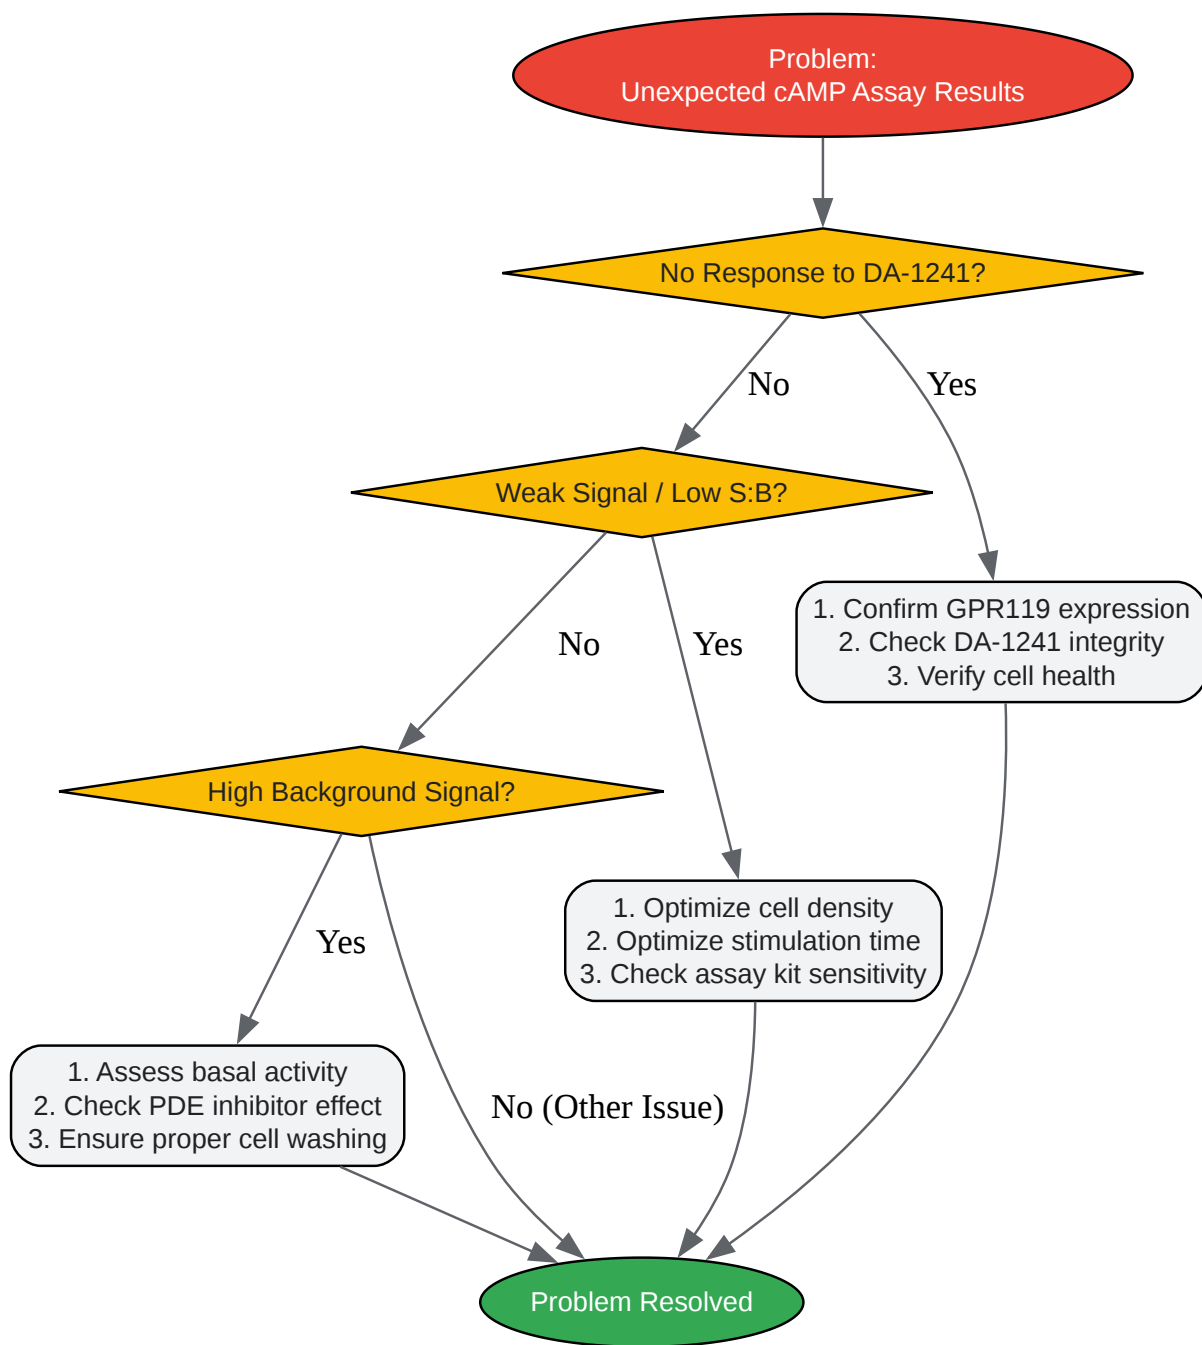 Problem:
Unexpected cAMP Assay Results
No Response to DA-1241?
No
Yes
Weak Signal / Low S:B?
1. Confirm GPR119 expression
2. Check DA-1241 integrity
3. Verify cell health
No
Yes
High Background Signal?
1. Optimize cell density
2. Optimize stimulation time
3. Check assay kit sensitivity
Yes
1. Assess basal activity
2. Check PDE inhibitor effect
3. Ensure proper cell washing
No (Other Issue)
Problem Resolved